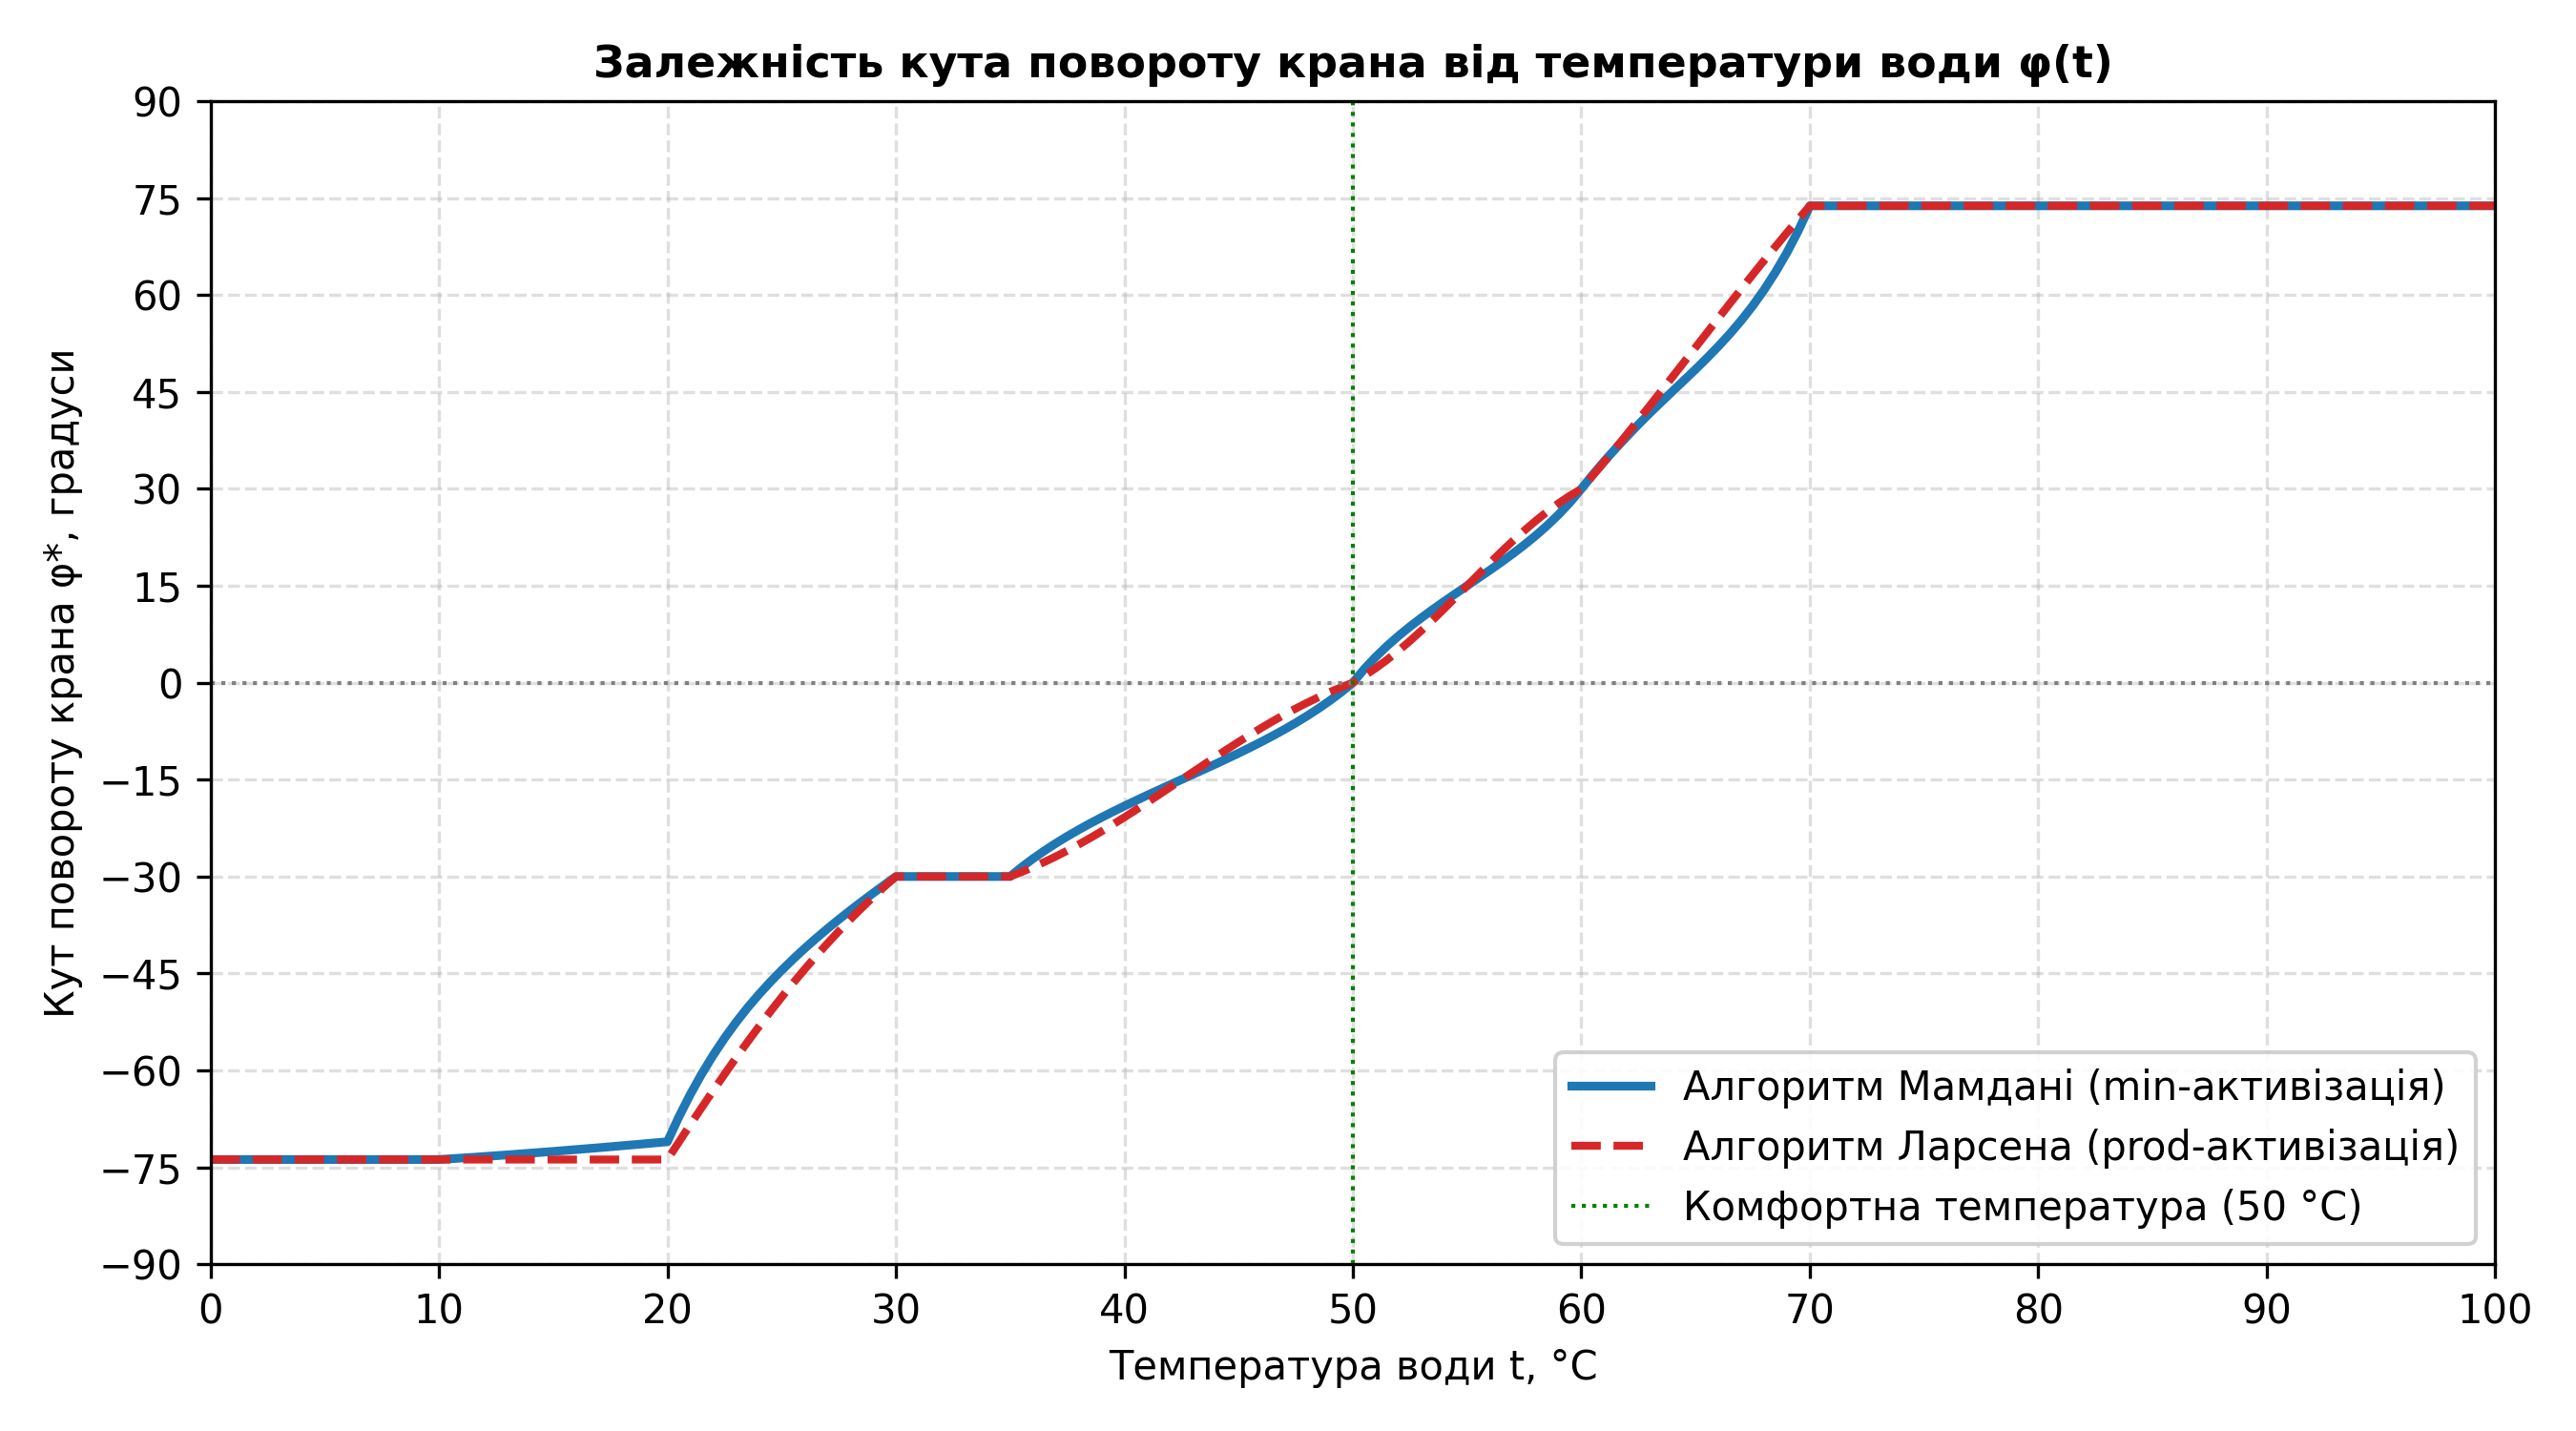 Залежність кута повороту крана від температури води φ(t)
Кут повороту крана φ*, градуси
90
75
60
45
30
15
0
−15
−30
−45
−60
−75
−90
Алгоритм Мамдані (min-активізація)
Алгоритм Ларсена (prod-активізація)
Комфортна температура (50 °C)
0 10 20 30 40 50 60 70 80 90 100
Температура води t, °C